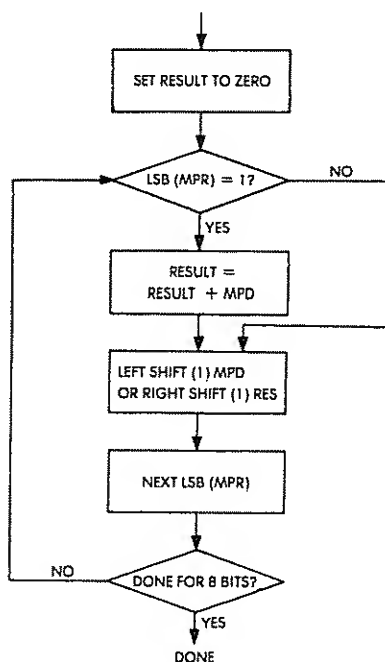 SET RESULT TO ZERO
LSB (MPR) = 1?
NO
YES
RESULT =
RESULT + MPD
LEFT SHIFT (1) MPD
OR RIGHT SHIFT (1) RES
NEXT LSB (MPR)
NO
DONE FOR 8 BITS?
YES
DONE